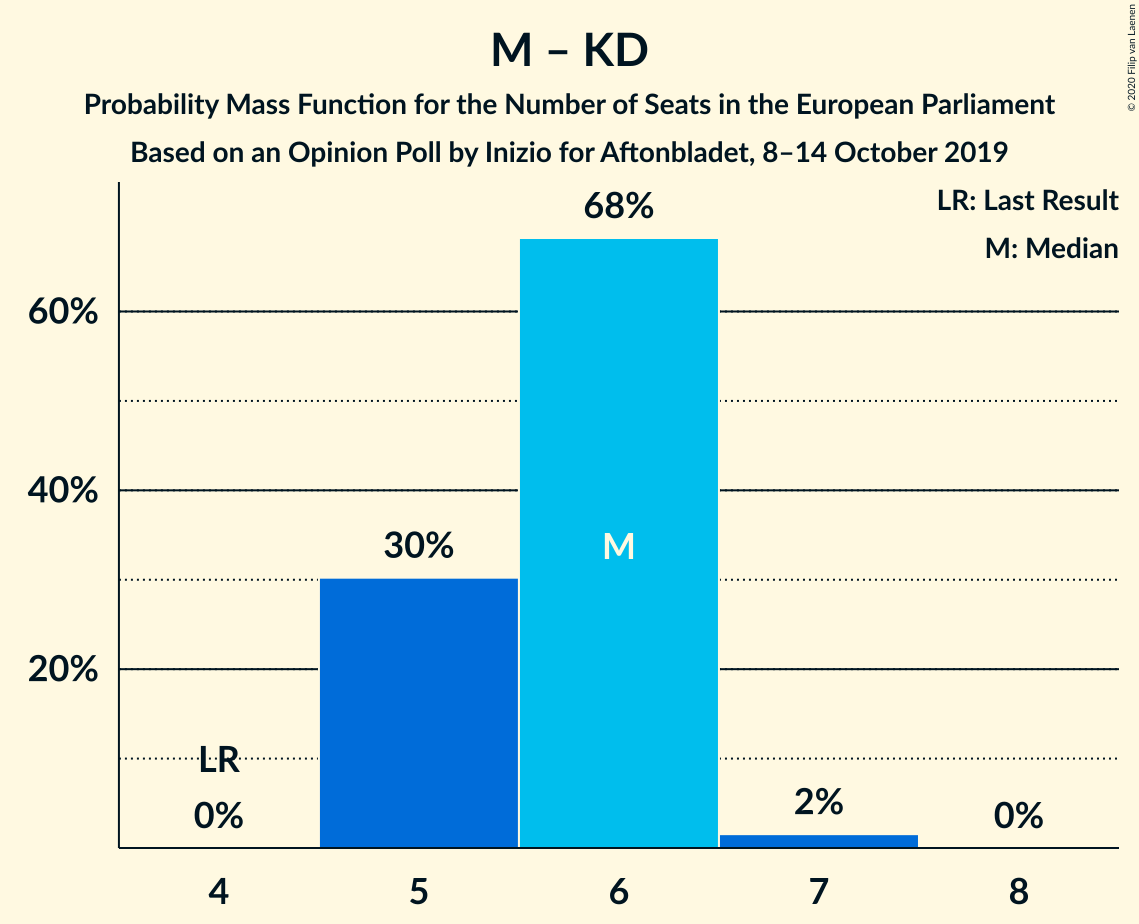 M – KD
Probability Mass Function for the Number of Seats in the European Parliament
Based on an Opinion Poll by Inizio for Aftonbladet, 8–14 October 2019
© 2020 Filip van Laenen
LR: Last Result
M: Median
68%
60%
40%
30%
M
20%
LR
0%
2%
0%
4 5 6 7 8